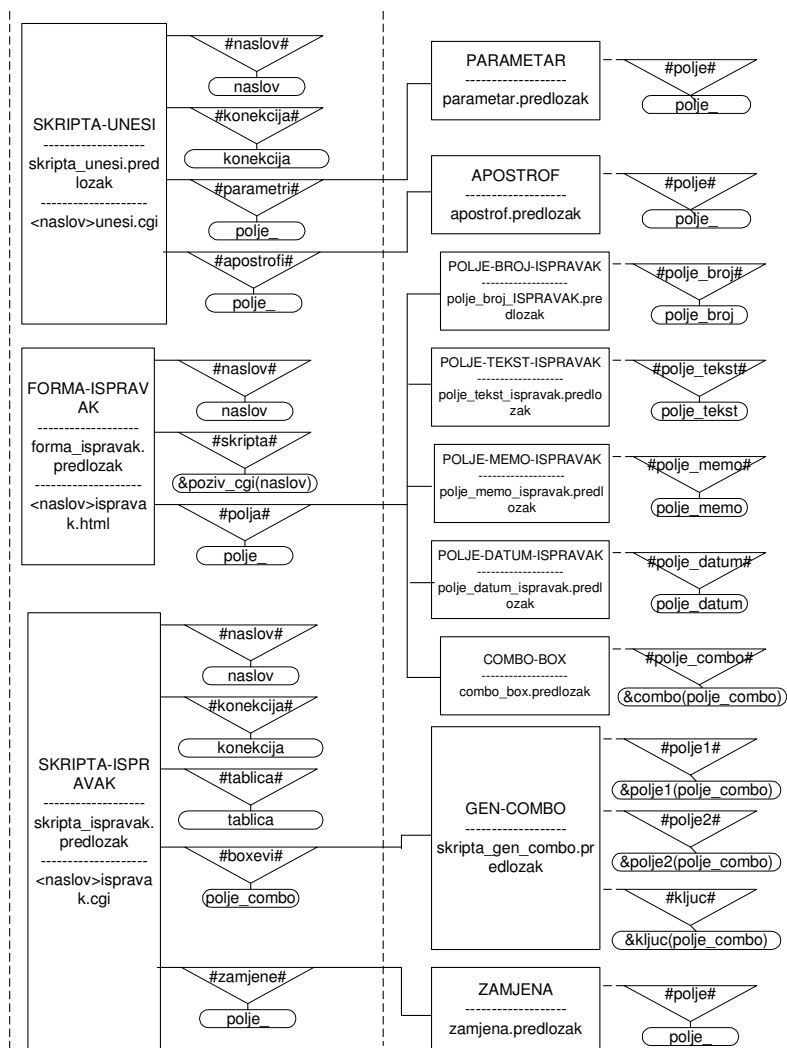 SKRIPTA-UNESI
--------------------
skripta_unesi.pred
lozak
--------------------
<naslov>unesi.cgi
#naslov#
naslov
#konekcija#
konekcija
#parametri#
polje_
#apostrofi#
polje_
PARAMETAR
-------------------
parametar.predlozak
#polje#
polje_
APOSTROF
-------------------
apostrof.predlozak
#polje#
polje_
FORMA-ISPRAV
AK
-------------------
forma_ispravak.
predlozak
--------------------
<naslov>isprava
k.html
#naslov#
naslov
#skripta#
&poziv_cgi(naslov)
#polja#
polje_
POLJE-BROJ-ISPRAVAK
-------------------
polje_broj_ISPRAVAK.pre
dlozak
#polje_broj#
polje_broj
POLJE-TEKST-ISPRAVAK
-------------------
polje_tekst_ispravak.predlo
zak
#polje_tekst#
polje_tekst
POLJE-MEMO-ISPRAVAK
-------------------
polje_memo_ispravak.predl
ozak
#polje_memo#
polje_memo
POLJE-DATUM-ISPRAVAK
-------------------
polje_datum_ispravak.predl
ozak
#polje_datum#
polje_datum
COMBO-BOX
-------------------
combo_box.predlozak
#polje_combo#
&combo(polje_combo)
SKRIPTA-ISPR
AVAK
-------------------
skripta_ispravak.
predlozak
--------------------
<naslov>isprava
k.cgi
#naslov#
naslov
#konekcija#
konekcija
#tablica#
tablica
#boxevi#
polje_combo
#zamjene#
polje_
GEN-COMBO
-------------------
skripta_gen_combo.pr
edlozak
#polje1#
&polje1(polje_combo)
#polje2#
&polje2(polje_combo)
#kljuc#
&kljuc(polje_combo)
ZAMJENA
-------------------
zamjena.predlozak
#polje#
polje_